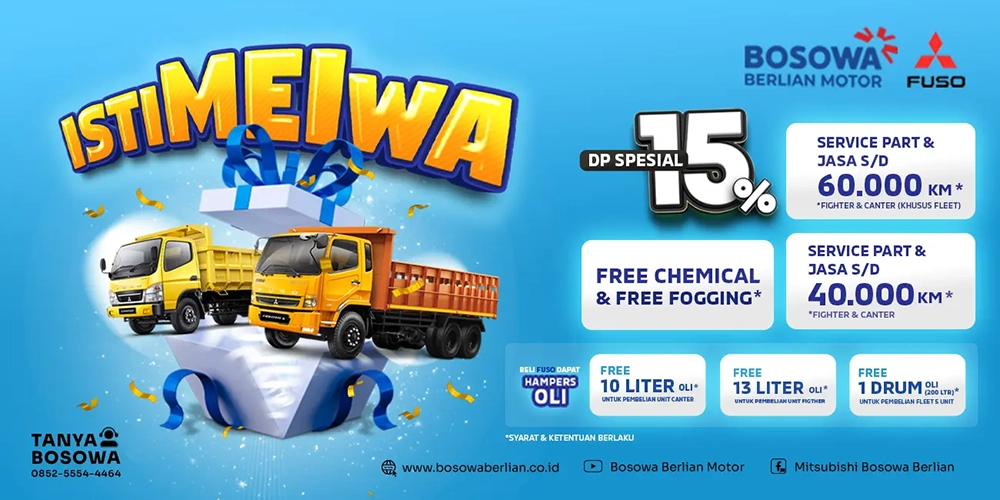 ISTIMEIWA
BOSOWA
BERLIAN MOTOR
FUSO
DP SPESIAL
15%
SERVICE PART &
JASA S/D
60.000 KM*
*FIGHTER & CANTER (KHUSUS FLEET)
FREE CHEMICAL
& FREE FOGGING*
SERVICE PART &
JASA S/D
40.000 KM*
*FIGHTER & CANTER
BELI FUSO DAPAT
HAMPERS
OLI
FREE
10 LITER OLI*
UNTUK PEMBELIAN UNIT CANTER
FREE
13 LITER OLI*
UNTUK PEMBELIAN UNIT FIGTHER
FREE
1 DRUM OLI (200 LTR)*
UNTUK PEMBELIAN FLEET 5 UNIT
*SYARAT & KETENTUAN BERLAKU
TANYA
BOSOWA
0852-5554-4464
www.bosowaberlian.co.id
Bosowa Berlian Motor
Mitsubishi Bosowa Berlian